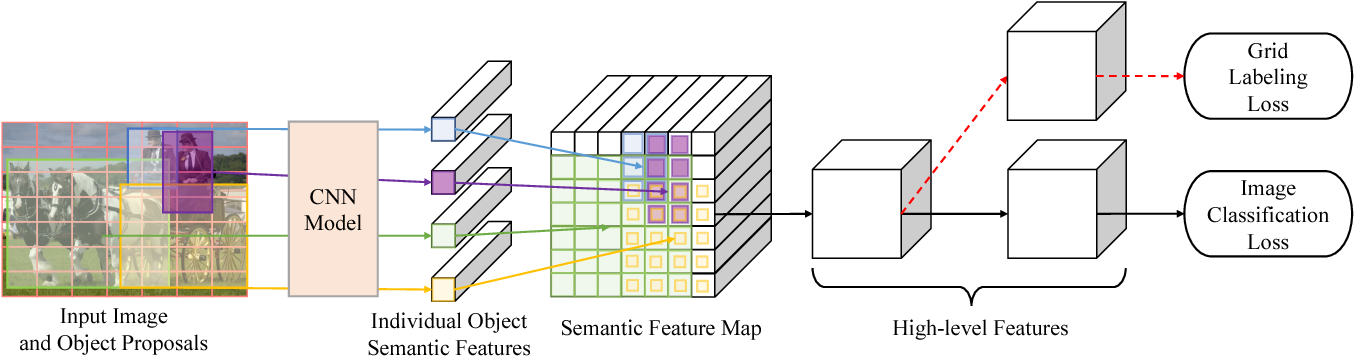 Input Image
and Object Proposals
CNN
Model
Individual Object
Semantic Features
Semantic Feature Map
High-level Features
Grid
Labeling
Loss
Image
Classification
Loss